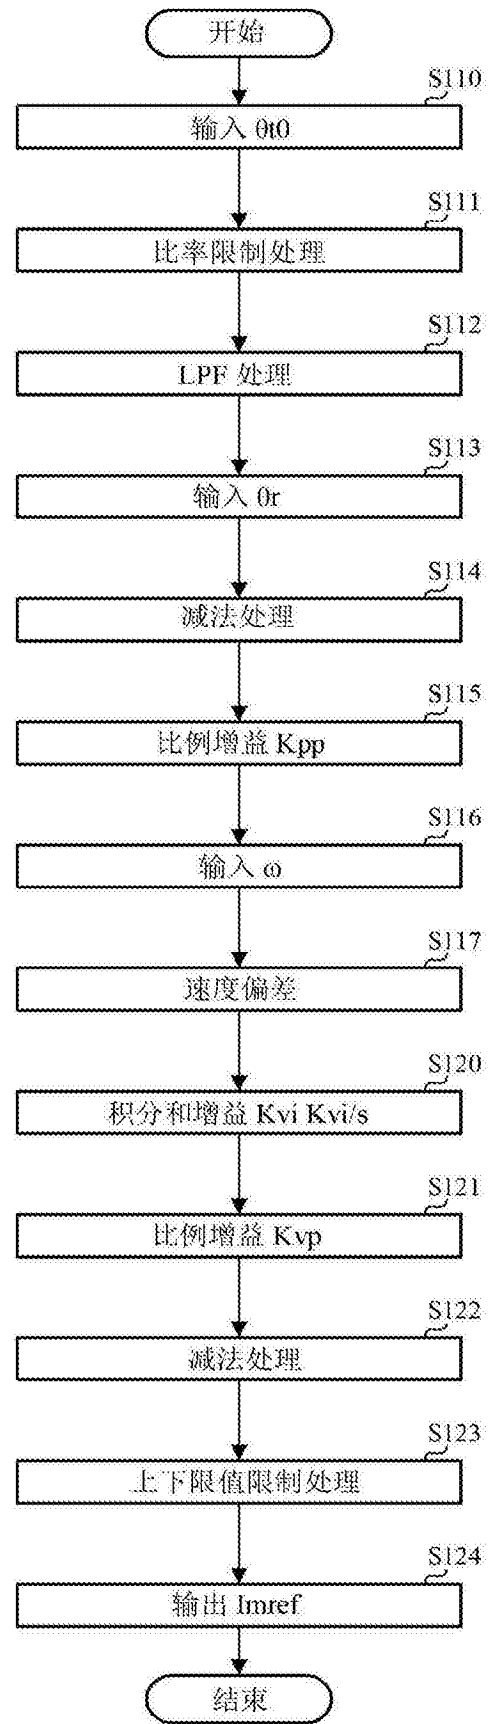 开始
S110
输入 θt0
S111
比率限制处理
S112
LPF 处理
S113
输入 θr
S114
减法处理
S115
比例增益 Kpp
S116
输入 ω
S117
速度偏差
S120
积分和增益 Kvi Kvi/s
S121
比例增益 Kvp
S122
减法处理
S123
上下限值限制处理
S124
输出 Imref
结束